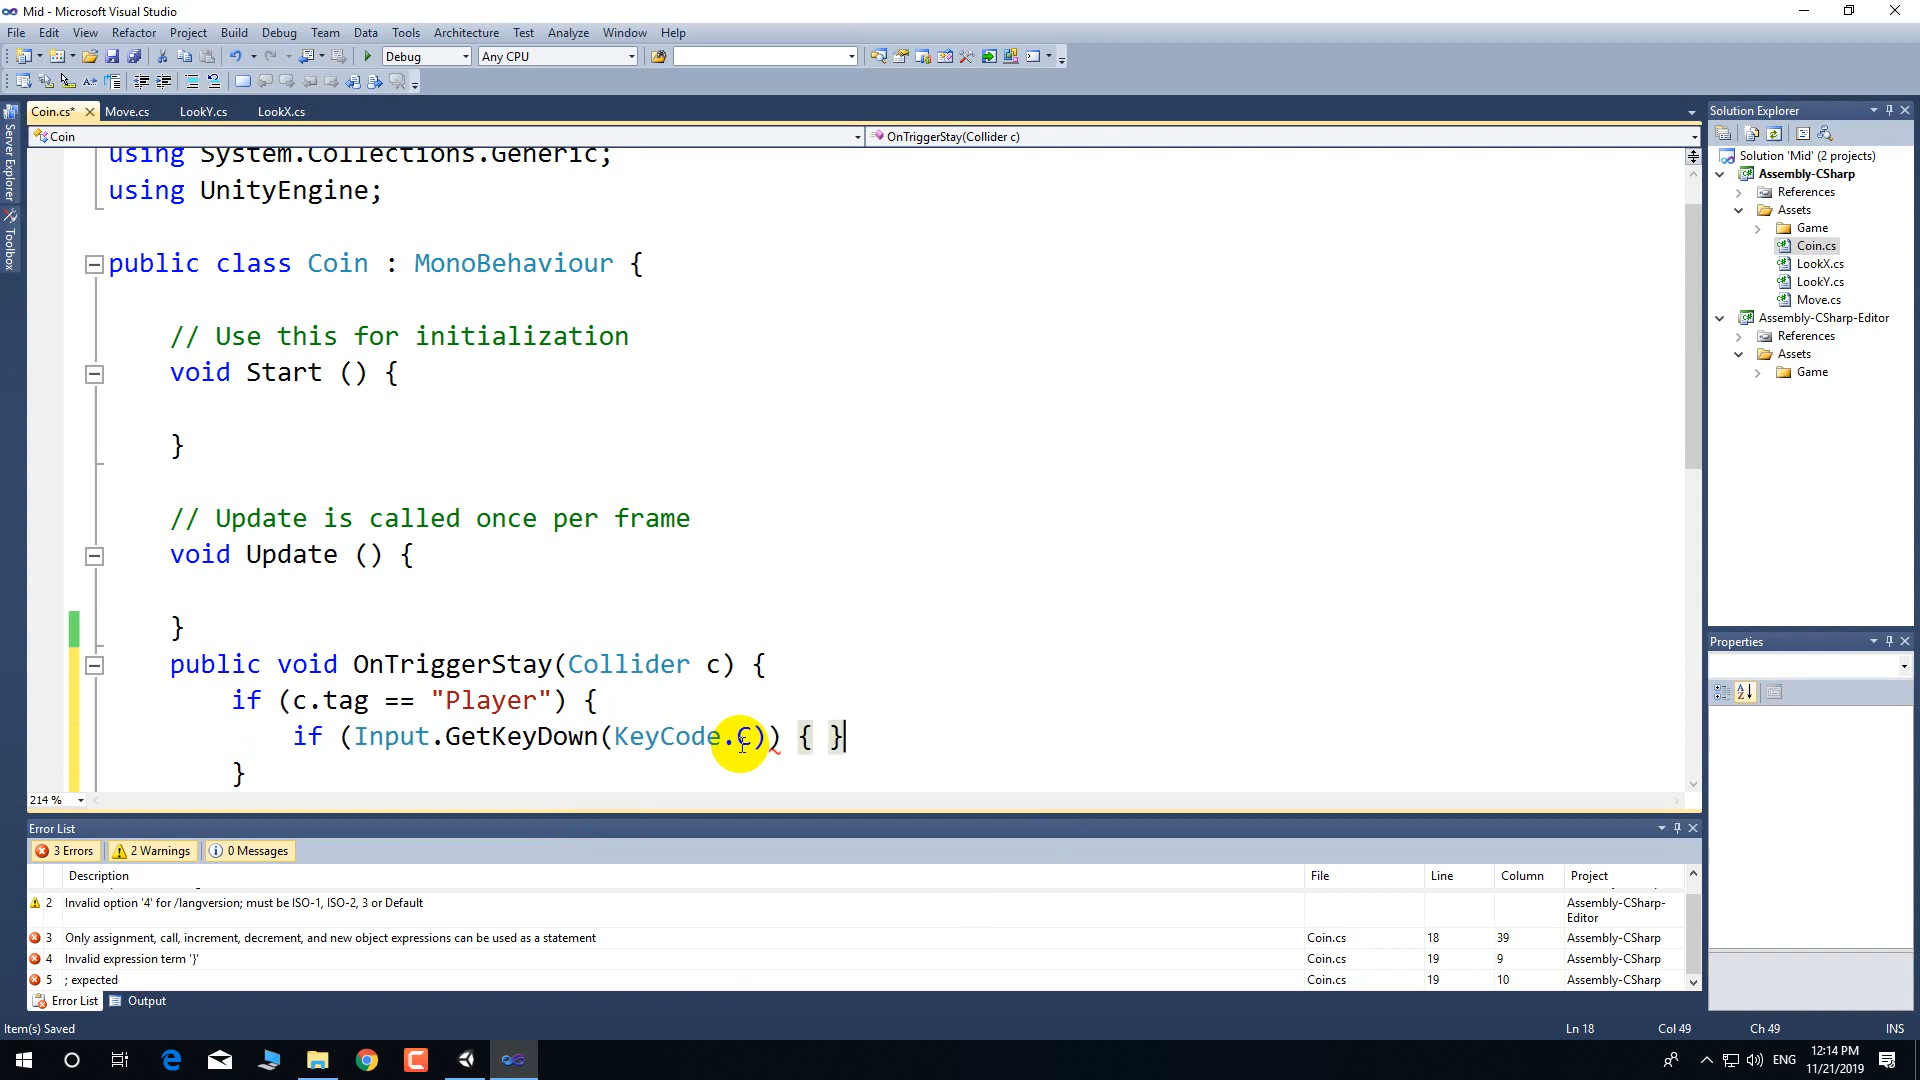 Mid - Microsoft Visual Studio
File Edit View Refactor Project Build Debug Team Data Tools Architecture Test Analyze Window Help
Debug Any CPU
Coin.cs* Move.cs LookY.cs LookX.cs
Coin OnTriggerStay(Collider c)
Server Explorer
Toolbox
using System.Collections.Generic;
using UnityEngine;
public class Coin : MonoBehaviour {
// Use this for initialization
void Start () {
}
// Update is called once per frame
void Update () {
}
public void OnTriggerStay(Collider c) {
if (c.tag == "Player") {
if (Input.GetKeyDown(KeyCode.C)) { }
}
214 %
Solution Explorer
Solution 'Mid' (2 projects)
Assembly-CSharp
References
Assets
Game
Coin.cs
LookX.cs
LookY.cs
Move.cs
Assembly-CSharp-Editor
References
Assets
Game
Properties
Error List
3 Errors 2 Warnings 0 Messages
Description File Line Column Project
2 Invalid option '4' for /langversion; must be ISO-1, ISO-2, 3 or Default Assembly-CSharp-
Editor
3 Only assignment, call, increment, decrement, and new object expressions can be used as a statement Coin.cs 18 39 Assembly-CSharp
4 Invalid expression term '}' Coin.cs 19 9 Assembly-CSharp
5 ; expected Coin.cs 19 10 Assembly-CSharp
Error List Output
Item(s) Saved Ln 18 Col 49 Ch 49 INS
ENG
12:14 PM
11/21/2019